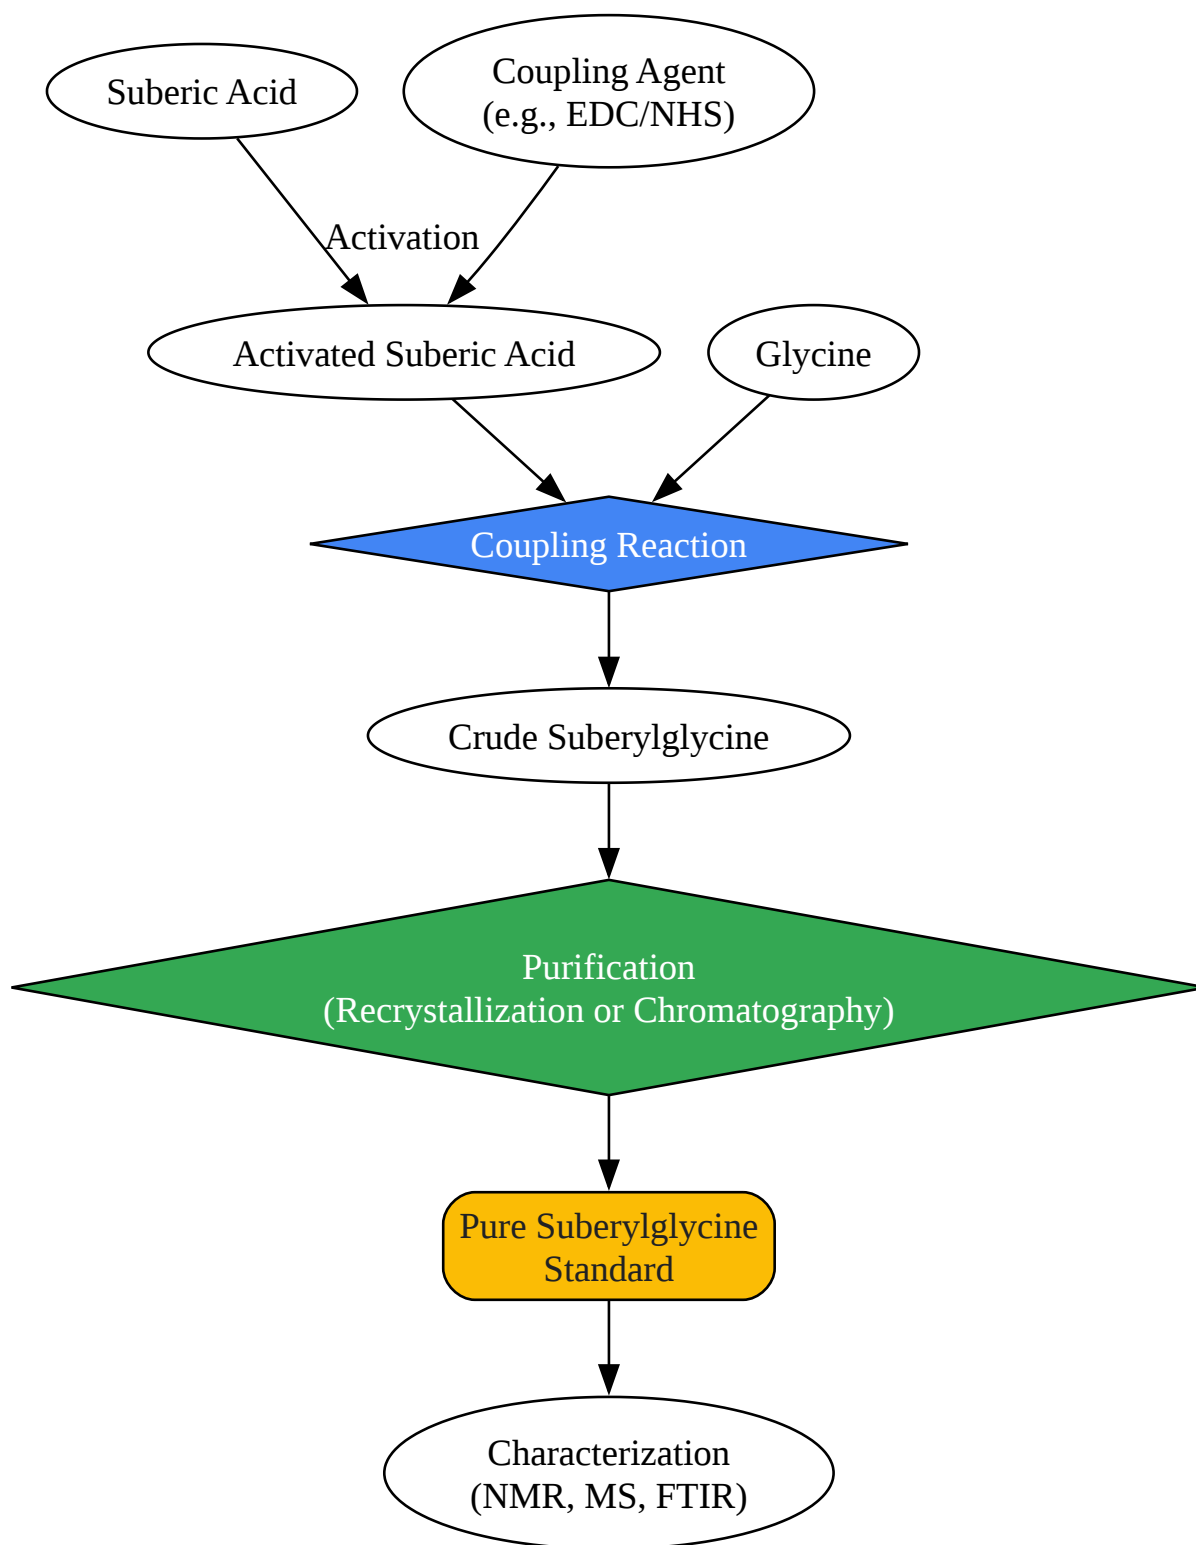 Suberic Acid
Coupling Agent
(e.g., EDC/NHS)
Activation
Activated Suberic Acid
Glycine
Coupling Reaction
Crude Suberylglycine
Purification
(Recrystallization or Chromatography)
Pure Suberylglycine
Standard
Characterization
(NMR, MS, FTIR)